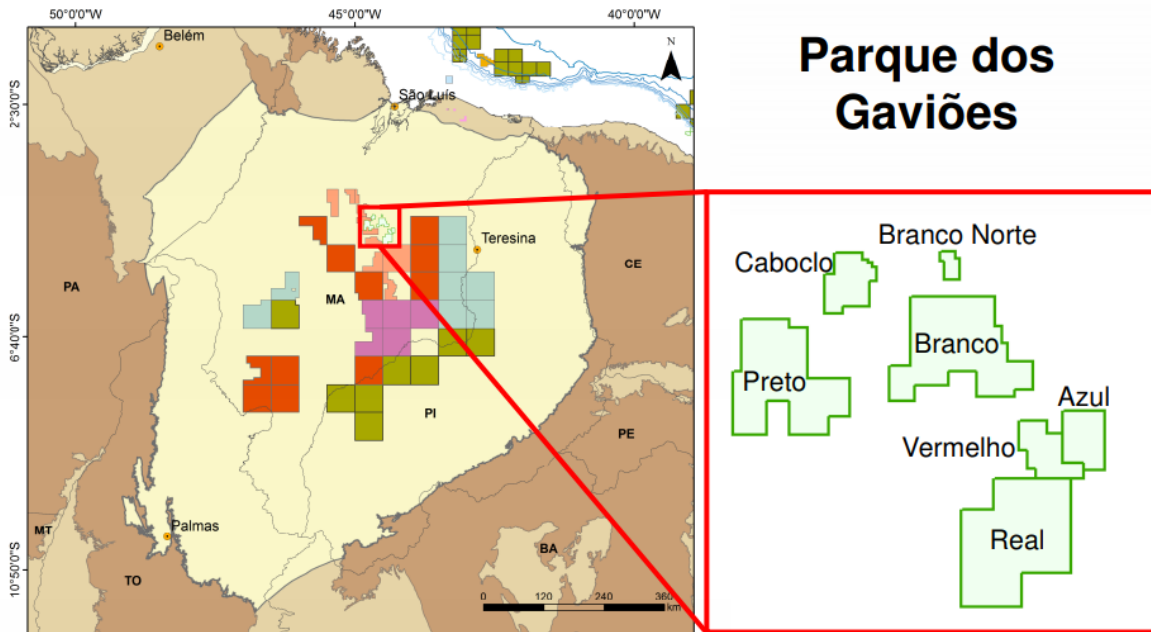 50°0'0"W
45°0'0"W
40°0'0"W
2°30'0"S
6°40'0"S
10°50'0"S
Belém
São Luís
N
Teresina
PA
MA
CE
PI
PE
MT
Palmas
TO
BA
0 120 240 360
km
Parque dos
Gaviões
Branco Norte
Caboclo
Branco
Preto
Azul
Vermelho
Real